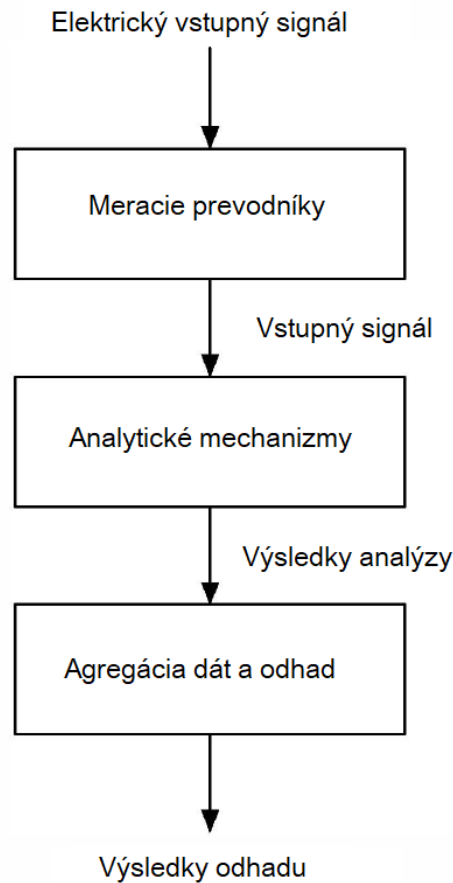 Elektrický vstupný signál
Meracie prevodníky
Vstupný signál
Analytické mechanizmy
Výsledky analýzy
Agregácia dát a odhad
Výsledky odhadu